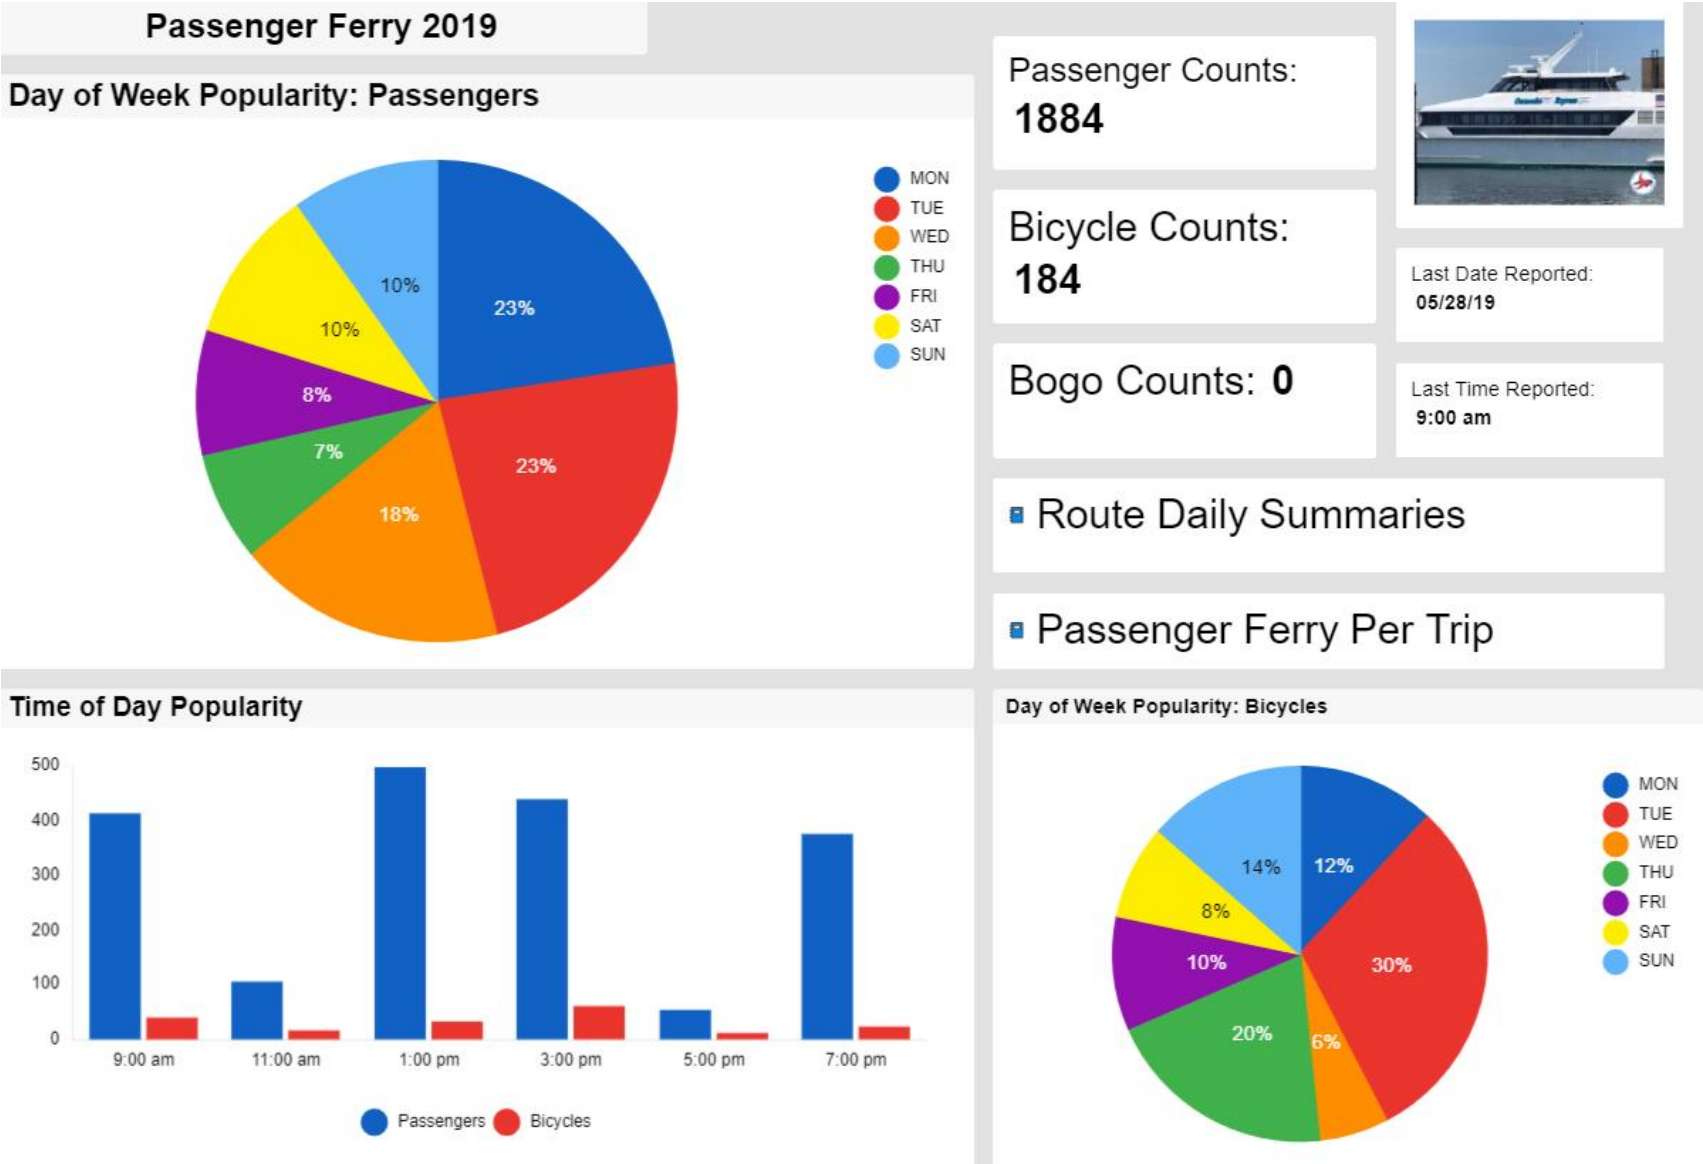 Passenger Ferry 2019
Day of Week Popularity: Passengers
MON
TUE
WED
THU
FRI
SAT
SUN
10%
23%
10%
8%
7%
23%
18%
Passenger Counts:
1884
Bicycle Counts:
184
Bogo Counts: 0
Last Date Reported:
05/28/19
Last Time Reported:
9:00 am
Route Daily Summaries
Passenger Ferry Per Trip
Time of Day Popularity
500
400
300
200
100
0
9:00 am 11:00 am 1:00 pm 3:00 pm 5:00 pm 7:00 pm
Passengers Bicycles
Day of Week Popularity: Bicycles
MON
TUE
WED
THU
FRI
SAT
SUN
14% 12%
8%
10%
30%
20%
6%